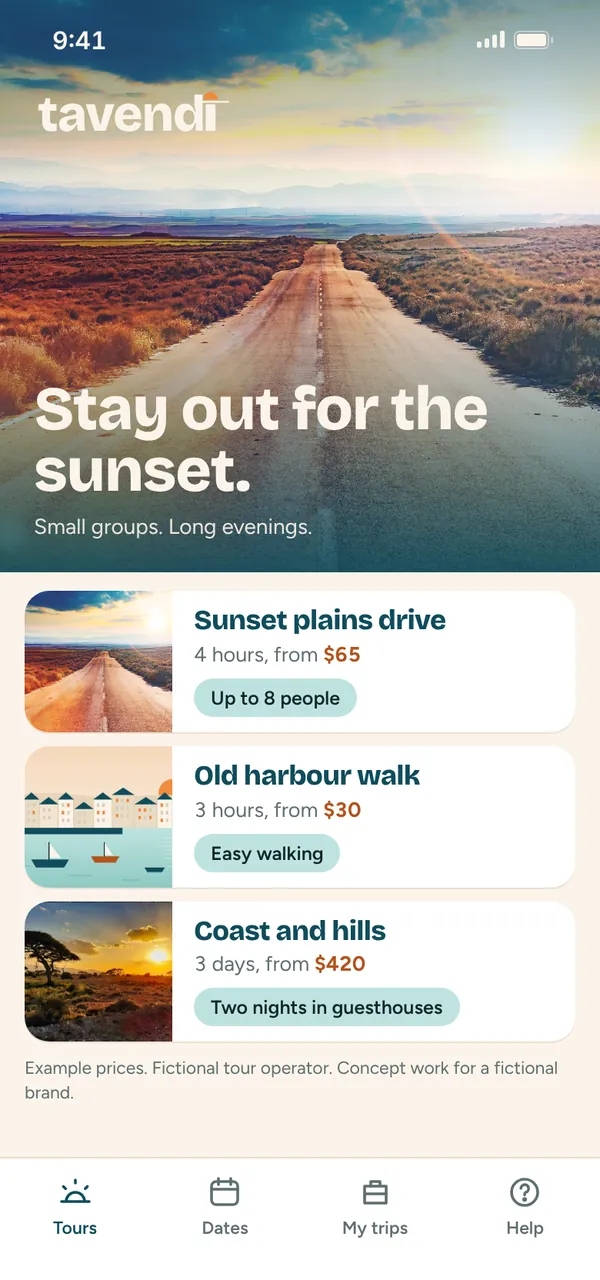 9:41
tavendi
Stay out for the
sunset.
Small groups. Long evenings.
Sunset plains drive
4 hours, from $65
Up to 8 people
Old harbour walk
3 hours, from $30
Easy walking
Coast and hills
3 days, from $420
Two nights in guesthouses
Example prices. Fictional tour operator. Concept work for a fictional
brand.
Tours
Dates
My trips
Help